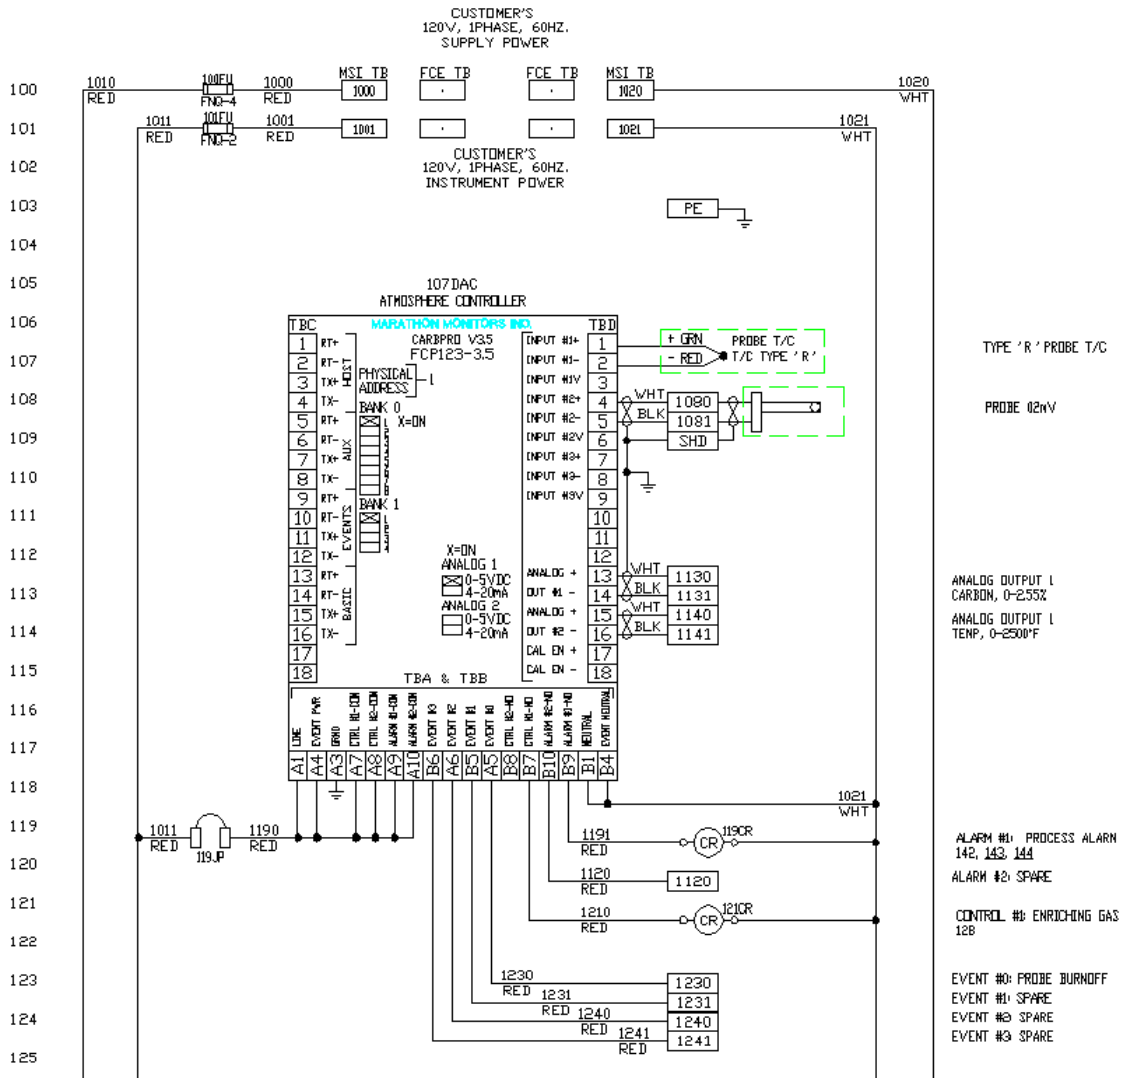 CUSTOMER'S
120V, 1PHASE, 60HZ.
SUPPLY POWER
MSI TB FCE TB FCE TB MSI TB
100 1010 RED 100FU FNQ-4 1000 RED 1000 1020 1020 WHT
101 1011 RED 101FU FNQ-2 1001 RED 1001 1021 1021 WHT
CUSTOMER'S
120V, 1PHASE, 60HZ.
INSTRUMENT POWER
102
103 PE
104
105
107DAC
ATMOSPHERE CONTROLLER
106
TBC MARATHON MONITORS INC. TBD
CARBPRO V3.5
FCP123-3.5
PHYSICAL ADDRESS 1
BANK 0
X=ON
1
2
3
4
5
6
7
8
BANK 1
1
2
3
4
1 RT+
2 RT-
3 TX+
4 TX-
HOST
5 RT+
6 RT-
7 TX+
8 TX-
AUX
9 RT+
10 RT-
11 TX+
12 TX-
EVENTS
13 RT+
14 RT-
15 TX+
16 TX-
BASIC
17
18
X=ON
ANALOG 1
0-5VDC
4-20mA
ANALOG 2
0-5VDC
4-20mA
INPUT #1+ 1
INPUT #1- 2
INPUT #1V 3
INPUT #2+ 4
INPUT #2- 5
INPUT #2V 6
INPUT #3+ 7
INPUT #3- 8
INPUT #3V 9
10
11
12
ANALOG + 13
OUT #1 - 14
ANALOG + 15
OUT #2 - 16
CAL EN + 17
CAL EN - 18
+ GRN PROBE T/C
- RED T/C TYPE 'R'
TYPE 'R' PROBE T/C
107
108 WHT 1080
BLK 1081
SHD
PROBE 02mV
109
110
111
112
113 WHT 1130
BLK 1131
ANALOG OUTPUT 1
CARBON, 0-2.55%
114 WHT 1140
BLK 1141
ANALOG OUTPUT 1
TEMP, 0-2500°F
115
TBA & TBB
116
LINE
EVENT PWR
GRND
CTRL #1-COM
CTRL #2-COM
ALARM #1-COM
ALARM #2-COM
EVENT #3
EVENT #2
EVENT #1
EVENT #0
CTRL #2-NO
CTRL #1-NO
ALARM #2-NO
ALARM #1-NO
NEUTRAL
EVENT NEUTRAL
117
A1 A4 A3 A7 A8 A9 A10 B6 A6 B5 A5 B8 B7 B10 B9 B1 B4
118 1021 WHT
119 1011 RED 119JP 1190 RED 1191 RED CR 119CR
ALARM #1: PROCESS ALARM
142, 143, 144
120 1120 RED 1120
ALARM #2: SPARE
121 1210 RED CR 121CR
CONTROL #1: ENRICHING GAS
128
122
123 1230 RED 1230 EVENT #0: PROBE BURNOFF
1231 RED 1231 EVENT #1: SPARE
124 1240 RED 1240 EVENT #2: SPARE
1241 RED 1241 EVENT #3: SPARE
125